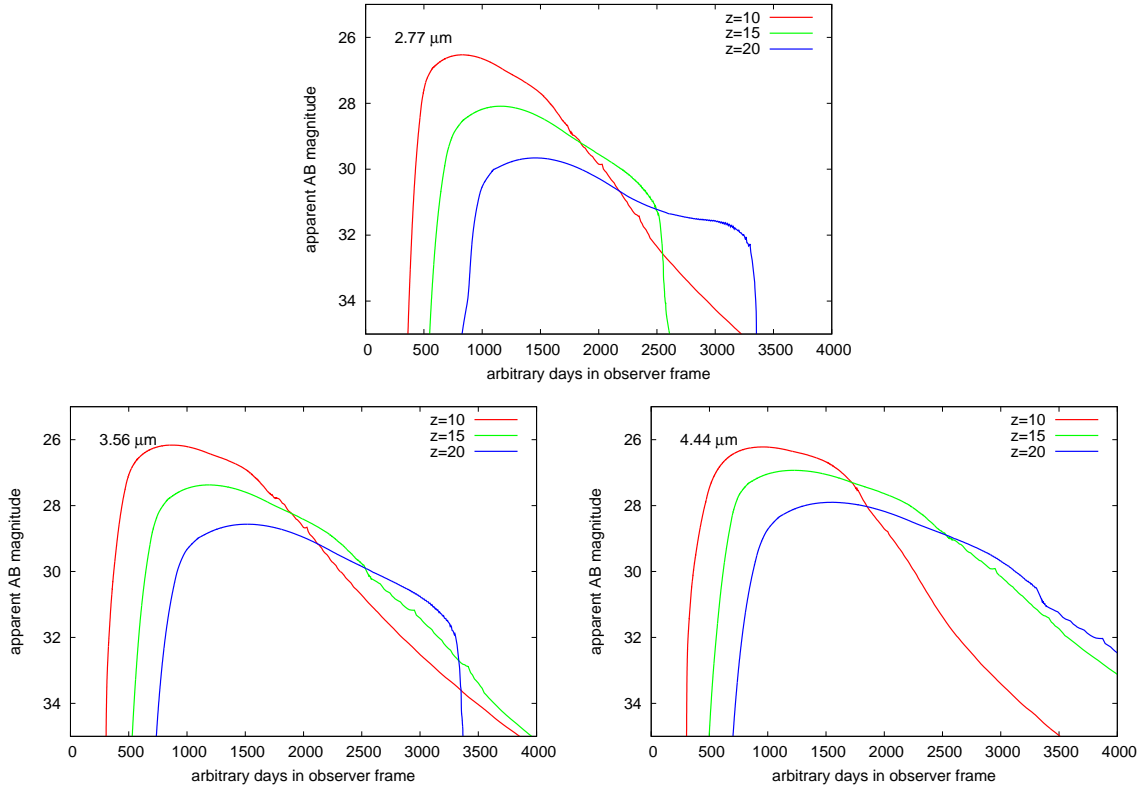 2.77 μm
z=10
z=15
z=20
apparent AB magnitude
26
28
30
32
34
0 500 1000 1500 2000 2500 3000 3500 4000
arbitrary days in observer frame
3.56 μm
z=10
z=15
z=20
apparent AB magnitude
26
28
30
32
34
0 500 1000 1500 2000 2500 3000 3500 4000
arbitrary days in observer frame
4.44 μm
z=10
z=15
z=20
apparent AB magnitude
26
28
30
32
34
0 500 1000 1500 2000 2500 3000 3500 4000
arbitrary days in observer frame